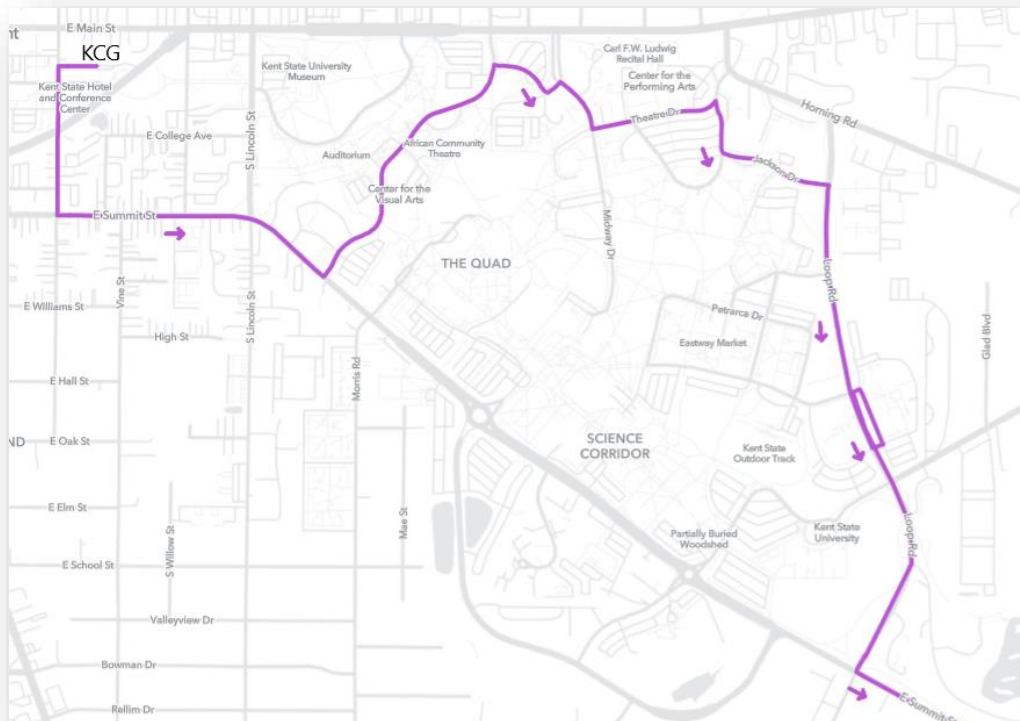 E Main St
nt
KCG
Carl F.W. Ludwig
Recital Hall
Kent State University
Museum
Center for the
Performing Arts
Kent State Hotel
and Conference
Center
Horning Rd
Theatre Dr
E College Ave
S Lincoln St
African Community
Theatre
Auditorium
Jackson Dr
Center for the
Visual Arts
E Summit St
Midway Dr
THE QUAD
Loop Rd
Vine St
E Williams St
S Lincoln St
Petrarca Dr
High St
Eastway Market
Glad Blvd
Morris Rd
E Hall St
ND
E Oak St
SCIENCE
CORRIDOR
Kent State
Outdoor Track
E Elm St
Mae St
Kent State
University
Loop Rd
Partially Buried
Woodshed
S Willow St
E School St
Valleyview Dr
Bowman Dr
E Summit St
Rellim Dr